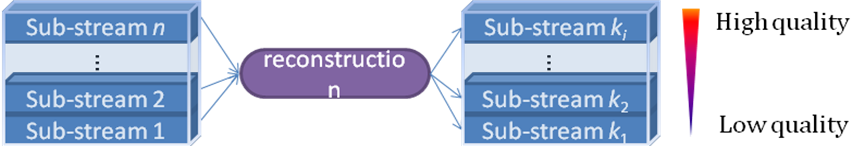 Sub-stream n
⋮
Sub-stream 2
Sub-stream 1
reconstructio
n
Sub-stream kᵢ
⋮
Sub-stream k₂
Sub-stream k₁
High quality
Low quality